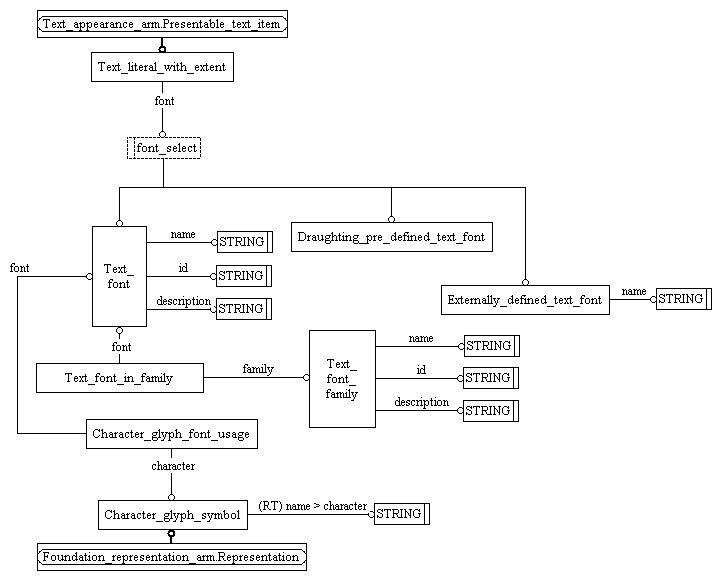 Text_appearance_arm.Presentable_text_item
Text_literal_with_extent
font
font_select
name
STRING
Draughting_pre_defined_text_font
font
Text_
font
id
STRING
Externally_defined_text_font
name
STRING
description
STRING
font
name
STRING
Text_font_in_family
family
Text_
font_
family
id
STRING
description
STRING
Character_glyph_font_usage
character
Character_glyph_symbol
(RT) name > character
STRING
Foundation_representation_arm.Representation